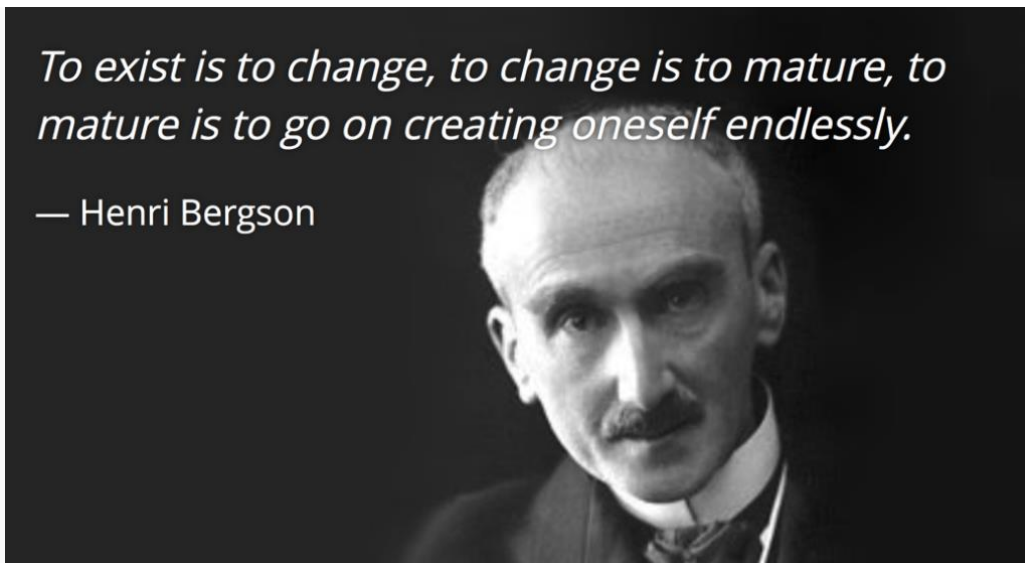 To exist is to change, to change is to mature, to
mature is to go on creating oneself endlessly.
— Henri Bergson